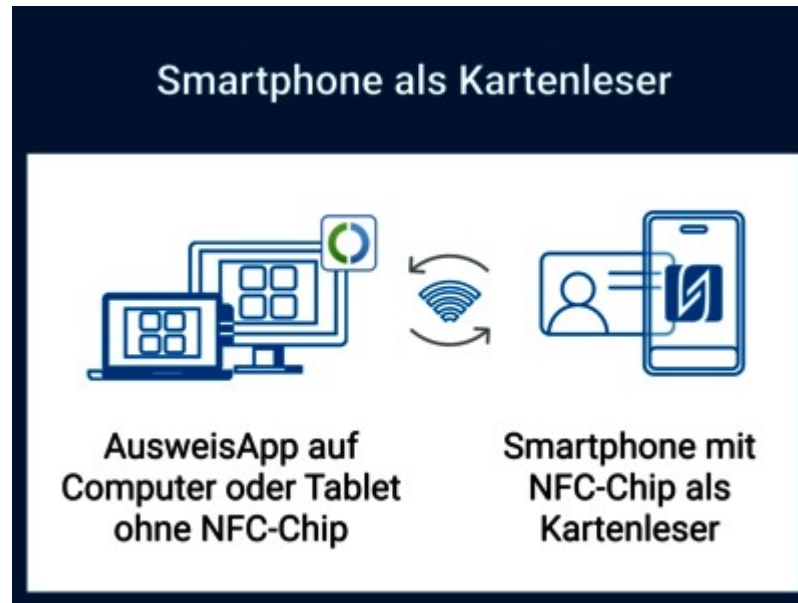 Smartphone als Kartenleser
AusweisApp auf
Computer oder Tablet
ohne NFC-Chip
Smartphone mit
NFC-Chip als
Kartenleser